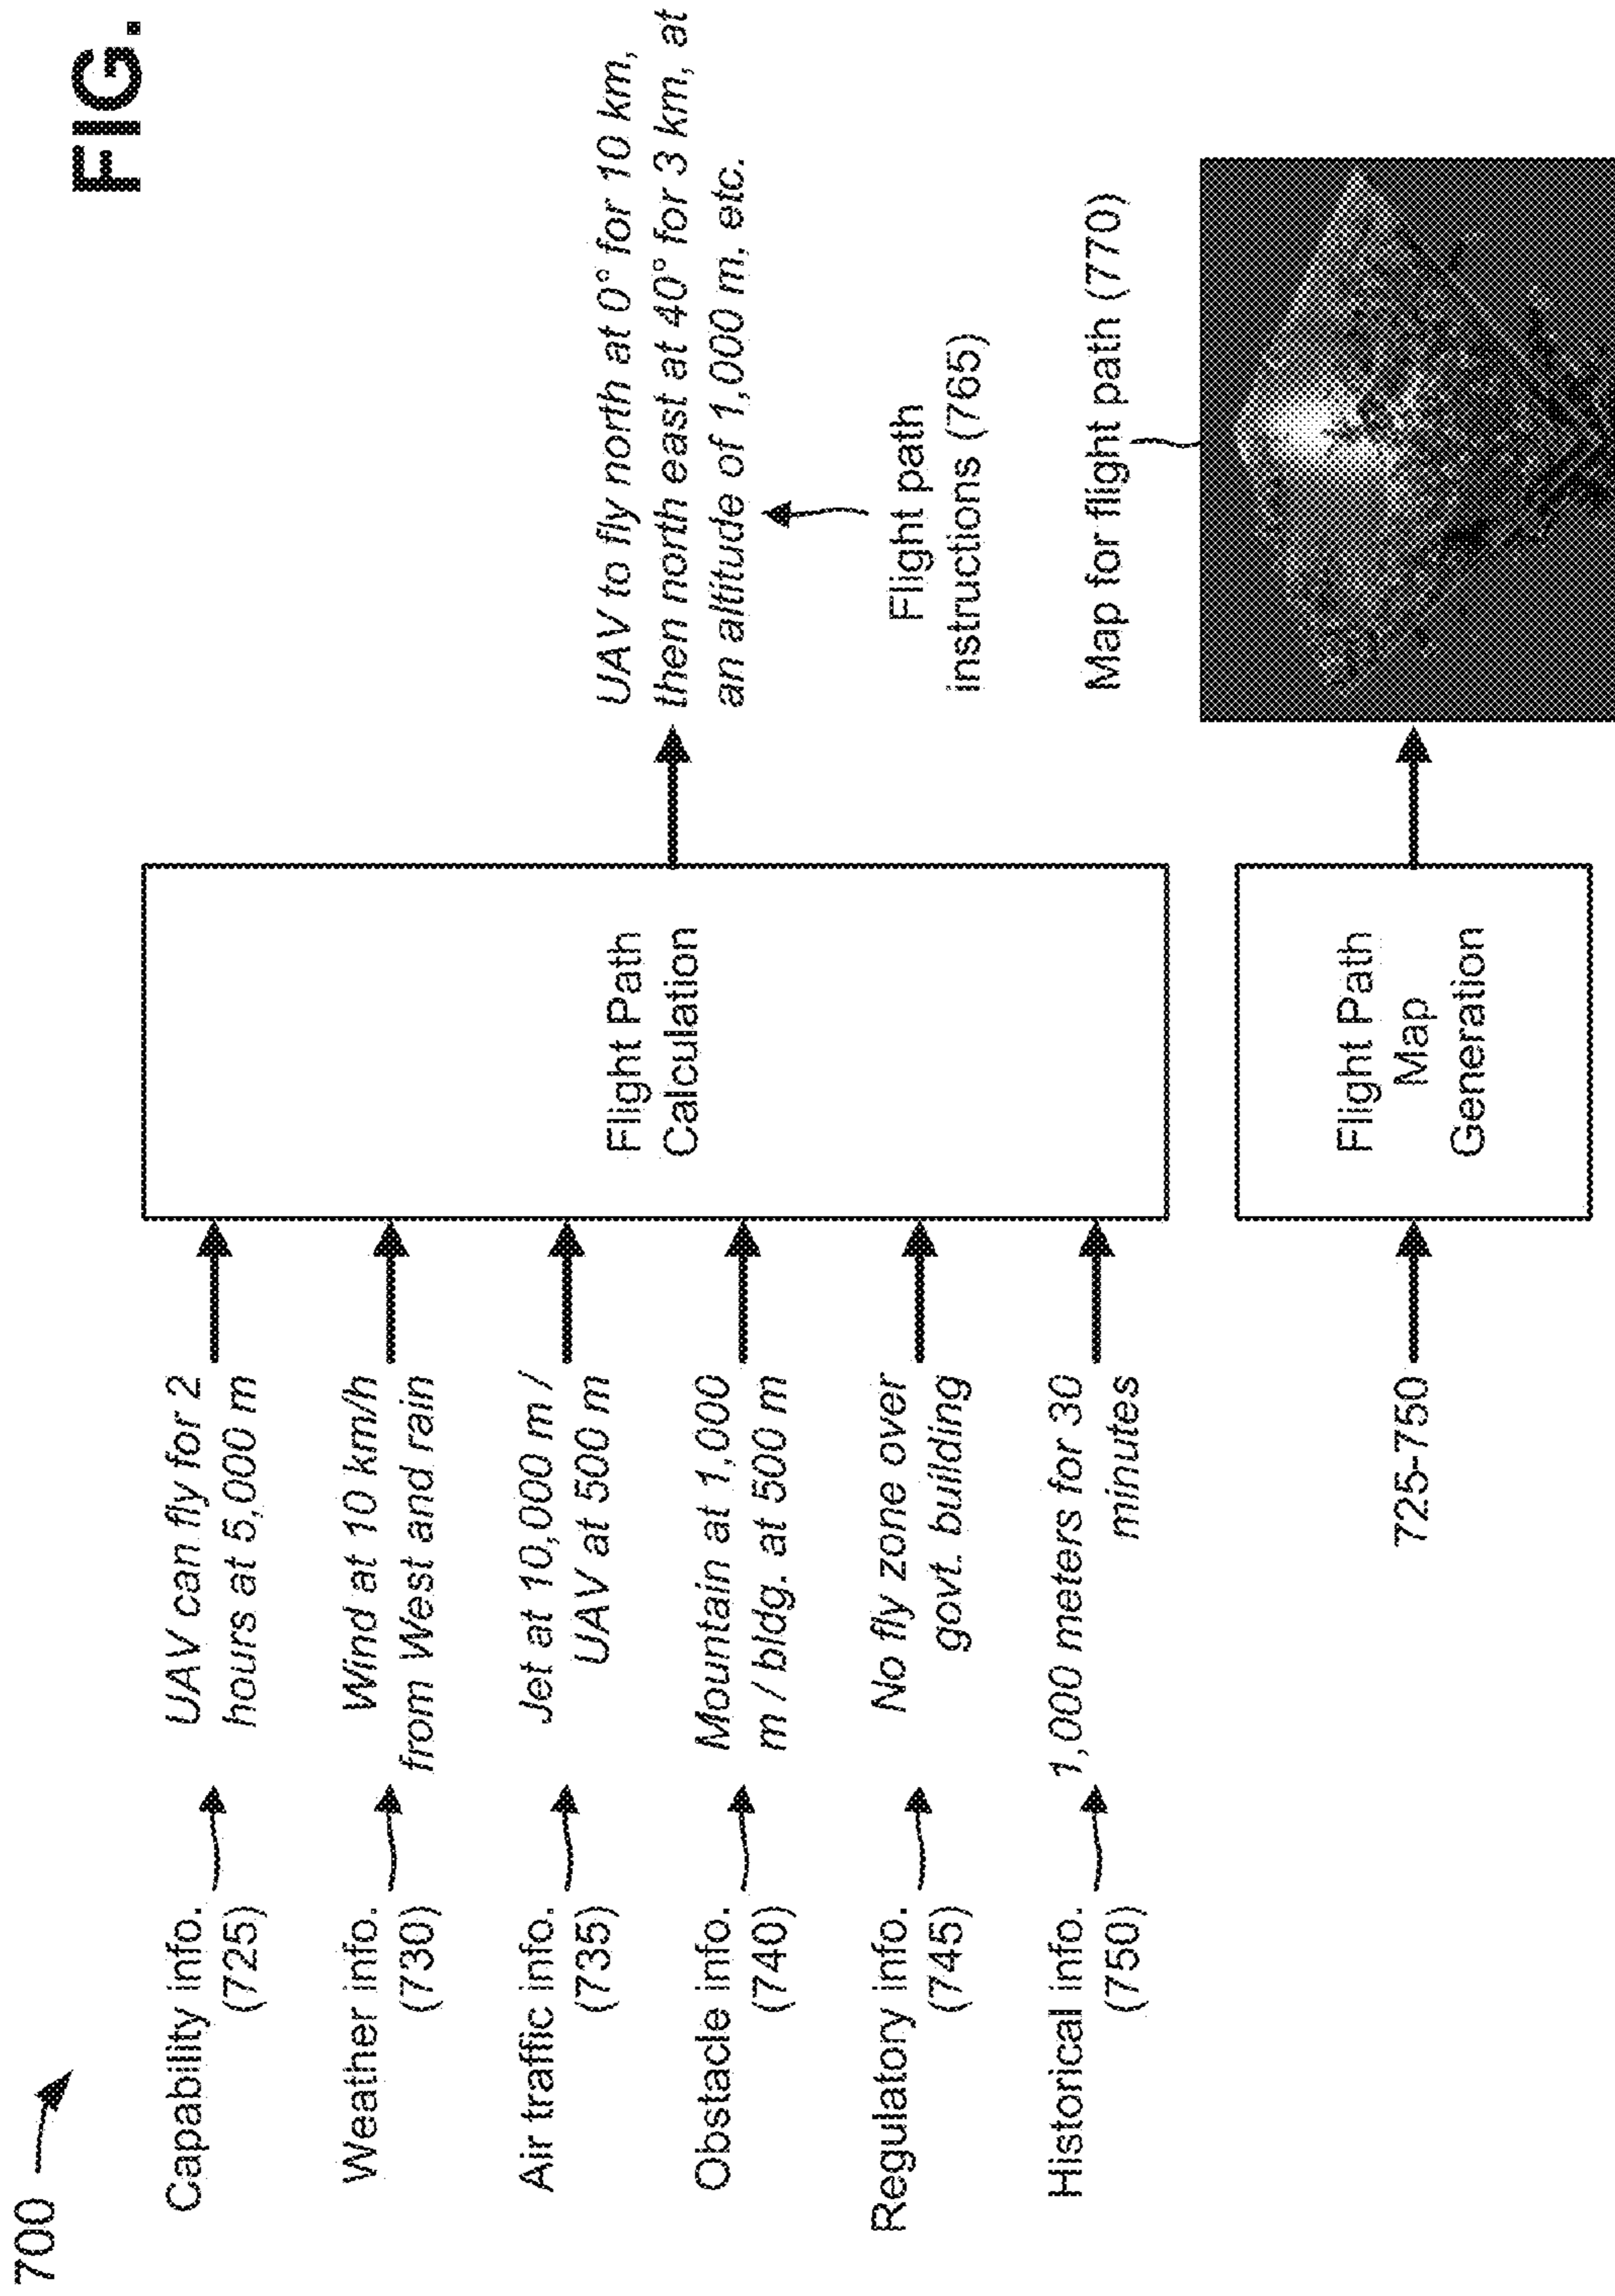 700
FIG.
Capability info.
(725)
UAV can fly for 2
hours at 5,000 m
Weather info.
(730)
Wind at 10 km/h
from West and rain
Air traffic info.
(735)
Jet at 10,000 m /
UAV at 500 m
Obstacle info.
(740)
Mountain at 1,000
m / bldg. at 500 m
Regulatory info.
(745)
No fly zone over
govt. building
Historical info.
(750)
1,000 meters for 30
minutes
Flight Path
Calculation
UAV to fly north at 0° for 10 km,
then north east at 40° for 3 km, at
an altitude of 1,000 m, etc.
Flight path
instructions (765)
Map for flight path (770)
725-750
Flight Path
Map
Generation